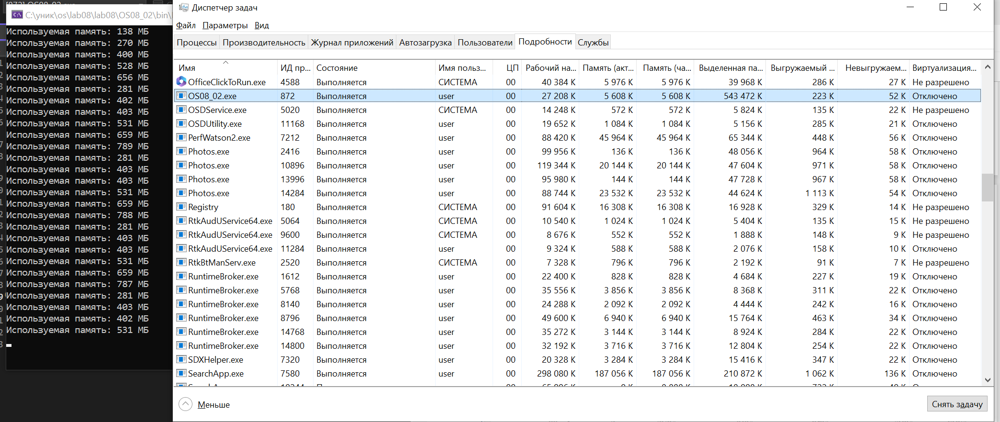 C:\уник\os\lab08\lab08\OS08_02\bin\
Используемая память: 138 МБ
Используемая память: 270 МБ
Используемая память: 400 МБ
Используемая память: 528 МБ
Используемая память: 656 МБ
Используемая память: 281 МБ
Используемая память: 402 МБ
Используемая память: 403 МБ
Используемая память: 531 МБ
Используемая память: 659 МБ
Используемая память: 789 МБ
Используемая память: 281 МБ
Используемая память: 403 МБ
Используемая память: 403 МБ
Используемая память: 531 МБ
Используемая память: 659 МБ
Используемая память: 788 МБ
Используемая память: 281 МБ
Используемая память: 403 МБ
Используемая память: 403 МБ
Используемая память: 531 МБ
Используемая память: 659 МБ
Используемая память: 787 МБ
Используемая память: 281 МБ
Используемая память: 403 МБ
Используемая память: 402 МБ
Используемая память: 531 МБ
Диспетчер задач
Файл Параметры Вид
Процессы Производительность Журнал приложений Автозагрузка Пользователи Подробности Службы
Имя ИД пр... Состояние Имя польз... ЦП Рабочий на... Память (акт... Память (ча... Выделенная па... Выгружаемый ... Невыгружаем... Виртуализация...
OfficeClickToRun.exe 4588 Выполняется СИСТЕМА 00 40 384 K 5 976 K 5 976 K 39 968 K 286 K 27 K Не разрешено
OS08_02.exe 872 Выполняется user 00 27 208 K 5 608 K 5 608 K 543 472 K 223 K 52 K Отключено
OSDService.exe 5020 Выполняется СИСТЕМА 00 14 248 K 572 K 572 K 5 824 K 135 K 22 K Не разрешено
OSDUtility.exe 11168 Выполняется user 00 19 652 K 1 084 K 1 084 K 5 156 K 285 K 21 K Отключено
PerfWatson2.exe 7212 Выполняется user 00 88 420 K 45 964 K 45 964 K 65 344 K 448 K 56 K Отключено
Photos.exe 2416 Выполняется user 00 99 956 K 136 K 136 K 48 056 K 964 K 58 K Отключено
Photos.exe 10896 Выполняется user 00 119 344 K 20 144 K 20 144 K 47 604 K 971 K 58 K Отключено
Photos.exe 13996 Выполняется user 00 95 980 K 144 K 144 K 47 728 K 967 K 58 K Отключено
Photos.exe 14284 Выполняется user 00 88 744 K 23 532 K 23 532 K 44 624 K 1 113 K 54 K Отключено
Registry 180 Выполняется СИСТЕМА 00 91 604 K 16 308 K 16 308 K 16 928 K 329 K 14 K Не разрешено
RtkAudUService64.exe 5064 Выполняется СИСТЕМА 00 10 540 K 1 024 K 1 024 K 5 404 K 135 K 15 K Не разрешено
RtkAudUService64.exe 9600 Выполняется СИСТЕМА 00 8 676 K 552 K 552 K 1 888 K 148 K 9 K Не разрешено
RtkAudUService64.exe 11284 Выполняется user 00 9 324 K 588 K 588 K 2 076 K 158 K 10 K Отключено
RtkBtManServ.exe 2520 Выполняется СИСТЕМА 00 7 328 K 796 K 796 K 2 192 K 91 K 7 K Не разрешено
RuntimeBroker.exe 1612 Выполняется user 00 22 400 K 828 K 828 K 4 684 K 227 K 19 K Отключено
RuntimeBroker.exe 5768 Выполняется user 00 35 556 K 3 856 K 3 856 K 8 368 K 311 K 22 K Отключено
RuntimeBroker.exe 8140 Выполняется user 00 24 288 K 2 092 K 2 092 K 4 444 K 242 K 16 K Отключено
RuntimeBroker.exe 8796 Выполняется user 00 49 600 K 6 940 K 6 940 K 15 764 K 463 K 34 K Отключено
RuntimeBroker.exe 14768 Выполняется user 00 35 272 K 3 144 K 3 144 K 8 924 K 284 K 22 K Отключено
RuntimeBroker.exe 14800 Выполняется user 00 32 192 K 3 716 K 3 716 K 12 804 K 254 K 22 K Отключено
SDXHelper.exe 7320 Выполняется user 00 20 328 K 3 284 K 3 284 K 15 416 K 347 K 22 K Отключено
SearchApp.exe 7580 Выполняется user 00 298 080 K 187 056 K 187 056 K 210 872 K 1 062 K 136 K Отключено
Меньше
Снять задачу